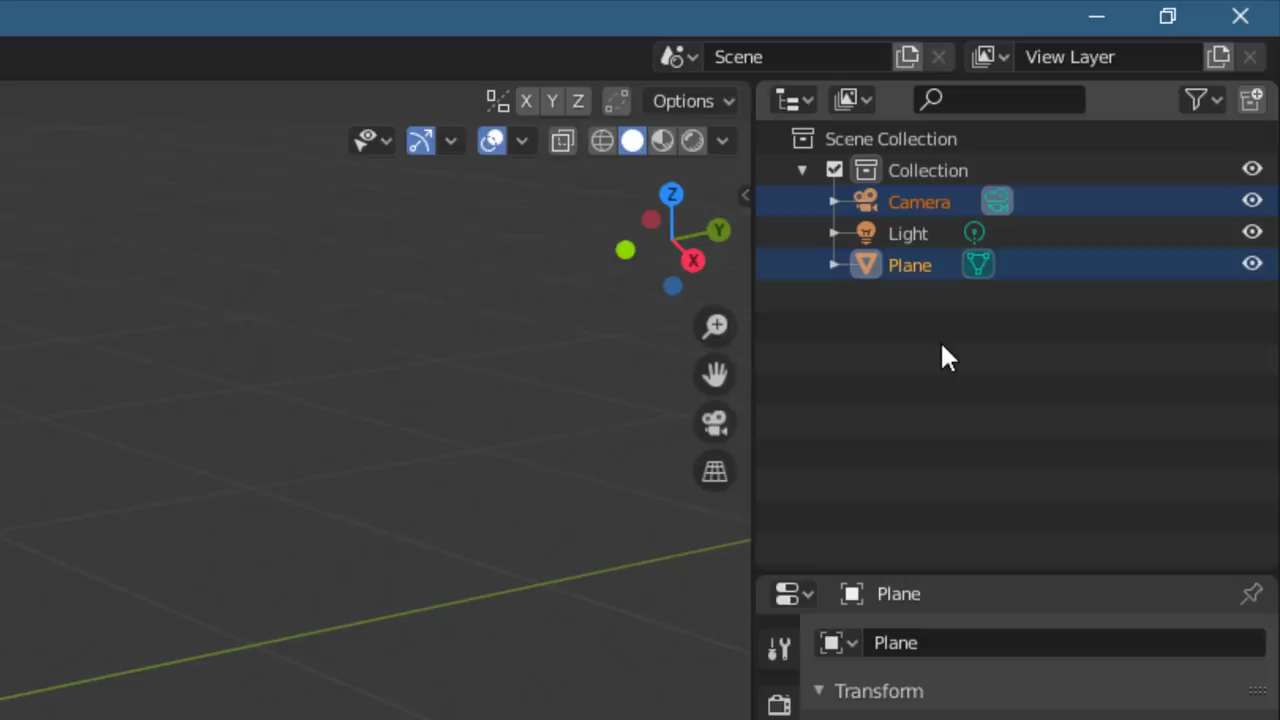 Scene
View Layer
X Y Z
Options
Scene Collection
Collection
Camera
Light
Plane
Z
Y
X
Plane
Plane
Transform